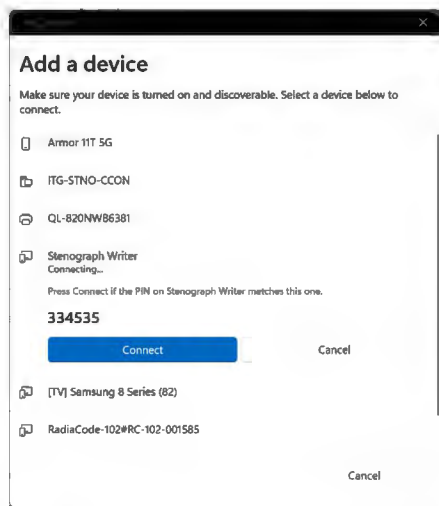 Add a device
Make sure your device is turned on and discoverable. Select a device below to
connect.
Armor 11T 5G
ITG-STNO-CCON
QL-820NWB6381
Stenograph Writer
Connecting...
Press Connect if the PIN on Stenograph Writer matches this one.
334535
Connect Cancel
[TV] Samsung 8 Series (82)
RadiaCode-102#RC-102-001585
Cancel